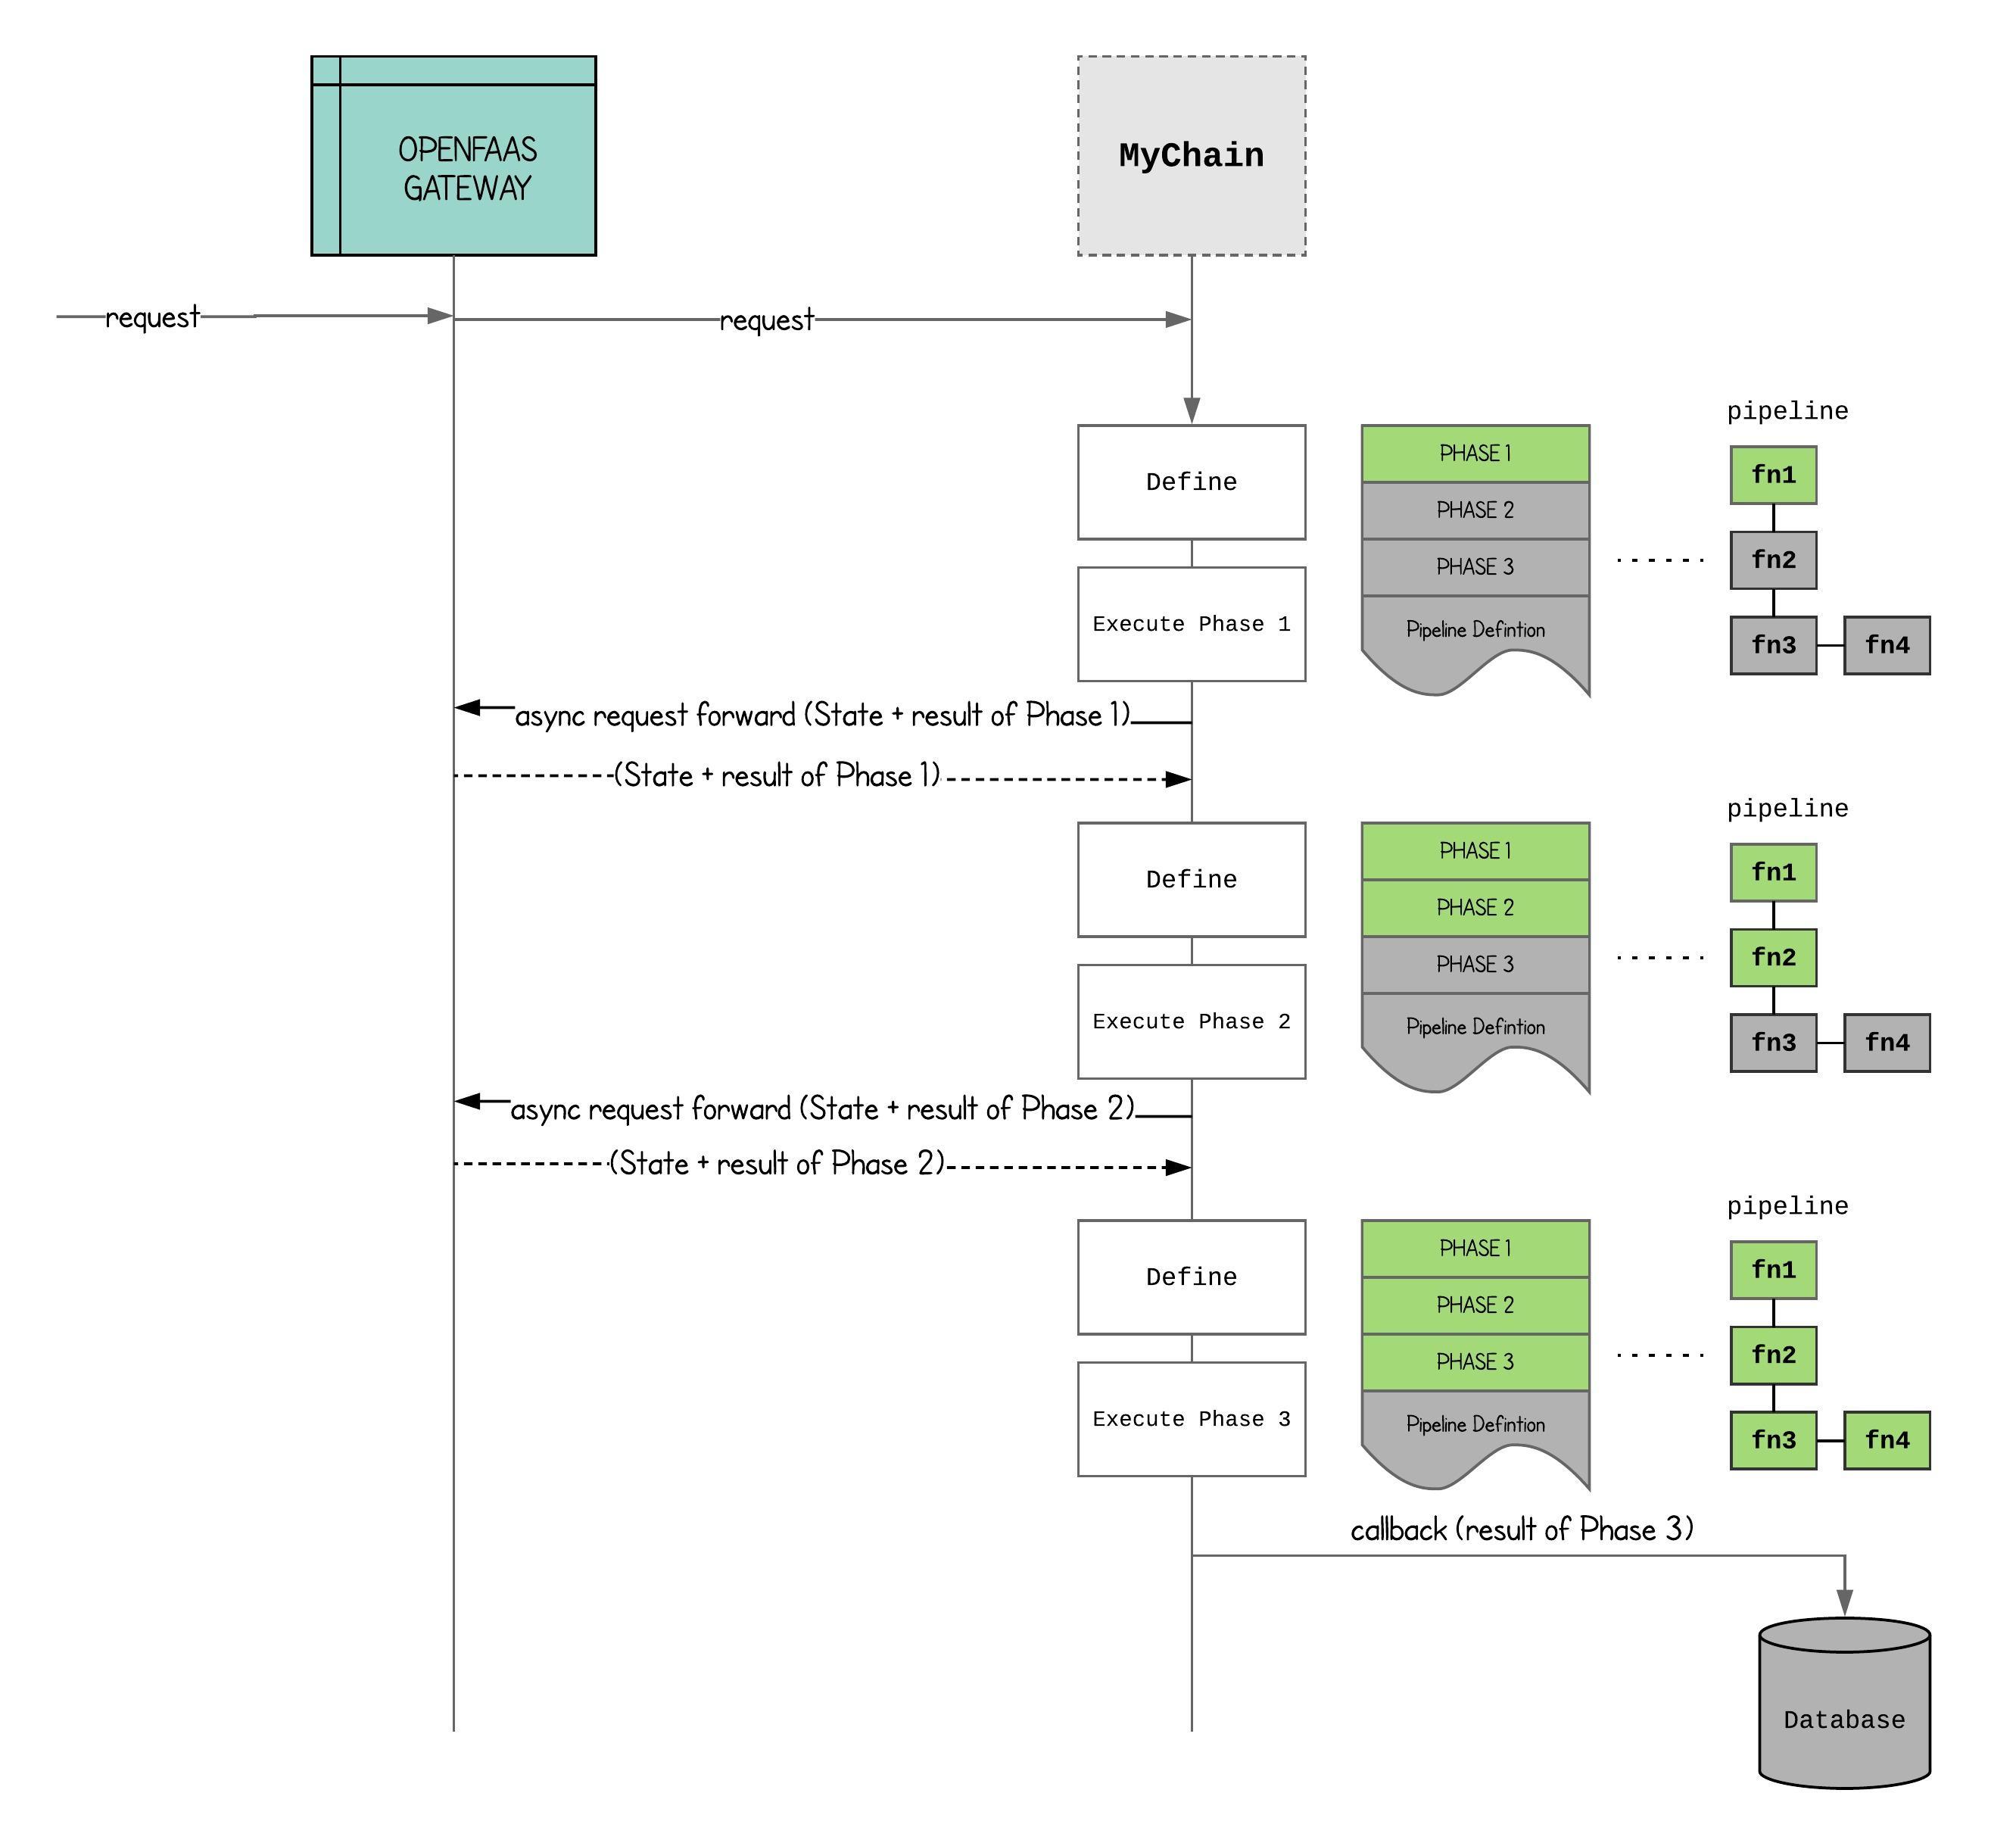 OPENFAAS
GATEWAY
MyChain
request
request
pipeline
Define
PHASE 1
fn1
PHASE 2
fn2
PHASE 3
Execute Phase 1
Pipeline Defintion
fn3
fn4
async request forward (State + result of Phase 1)
(State + result of Phase 1)
pipeline
Define
PHASE 1
fn1
PHASE 2
fn2
PHASE 3
Execute Phase 2
Pipeline Defintion
fn3
fn4
async request forward (State + result of Phase 2)
(State + result of Phase 2)
pipeline
Define
PHASE 1
fn1
PHASE 2
fn2
PHASE 3
Execute Phase 3
Pipeline Defintion
fn3
fn4
callback (result of Phase 3)
Database